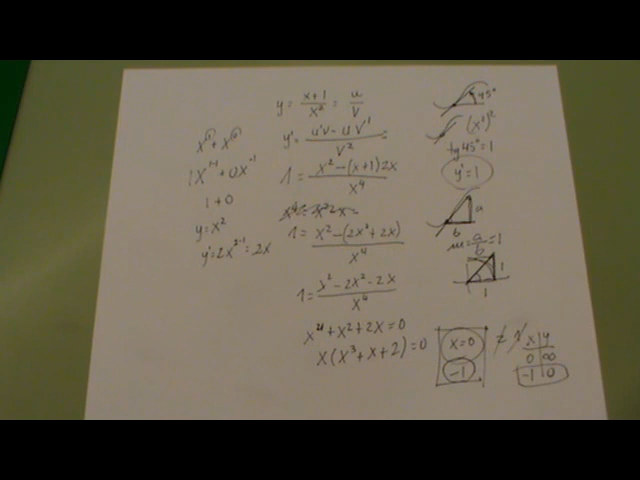 x¹ + x⁰
1x¹⁻¹ + 0x⁻¹
1 + 0
y = x²
y' = 2x²⁻¹ = 2x
y = (x+1)/x² = u/v
y' = (u'v - uv')/v² =
1 = (x² - (x+1)2x)/x⁴
1 = (x² - (2x² + 2x))/x⁴
1 = (x² - 2x² - 2x)/x⁴
x⁴ + x² + 2x = 0
x(x³ + x + 2) = 0
45°
(x²)²
tg 45° = 1
y' = 1
a
b
m = a/b = 1
1
1
x = 0
-1
x | y
0 | ∞
-1 | 0